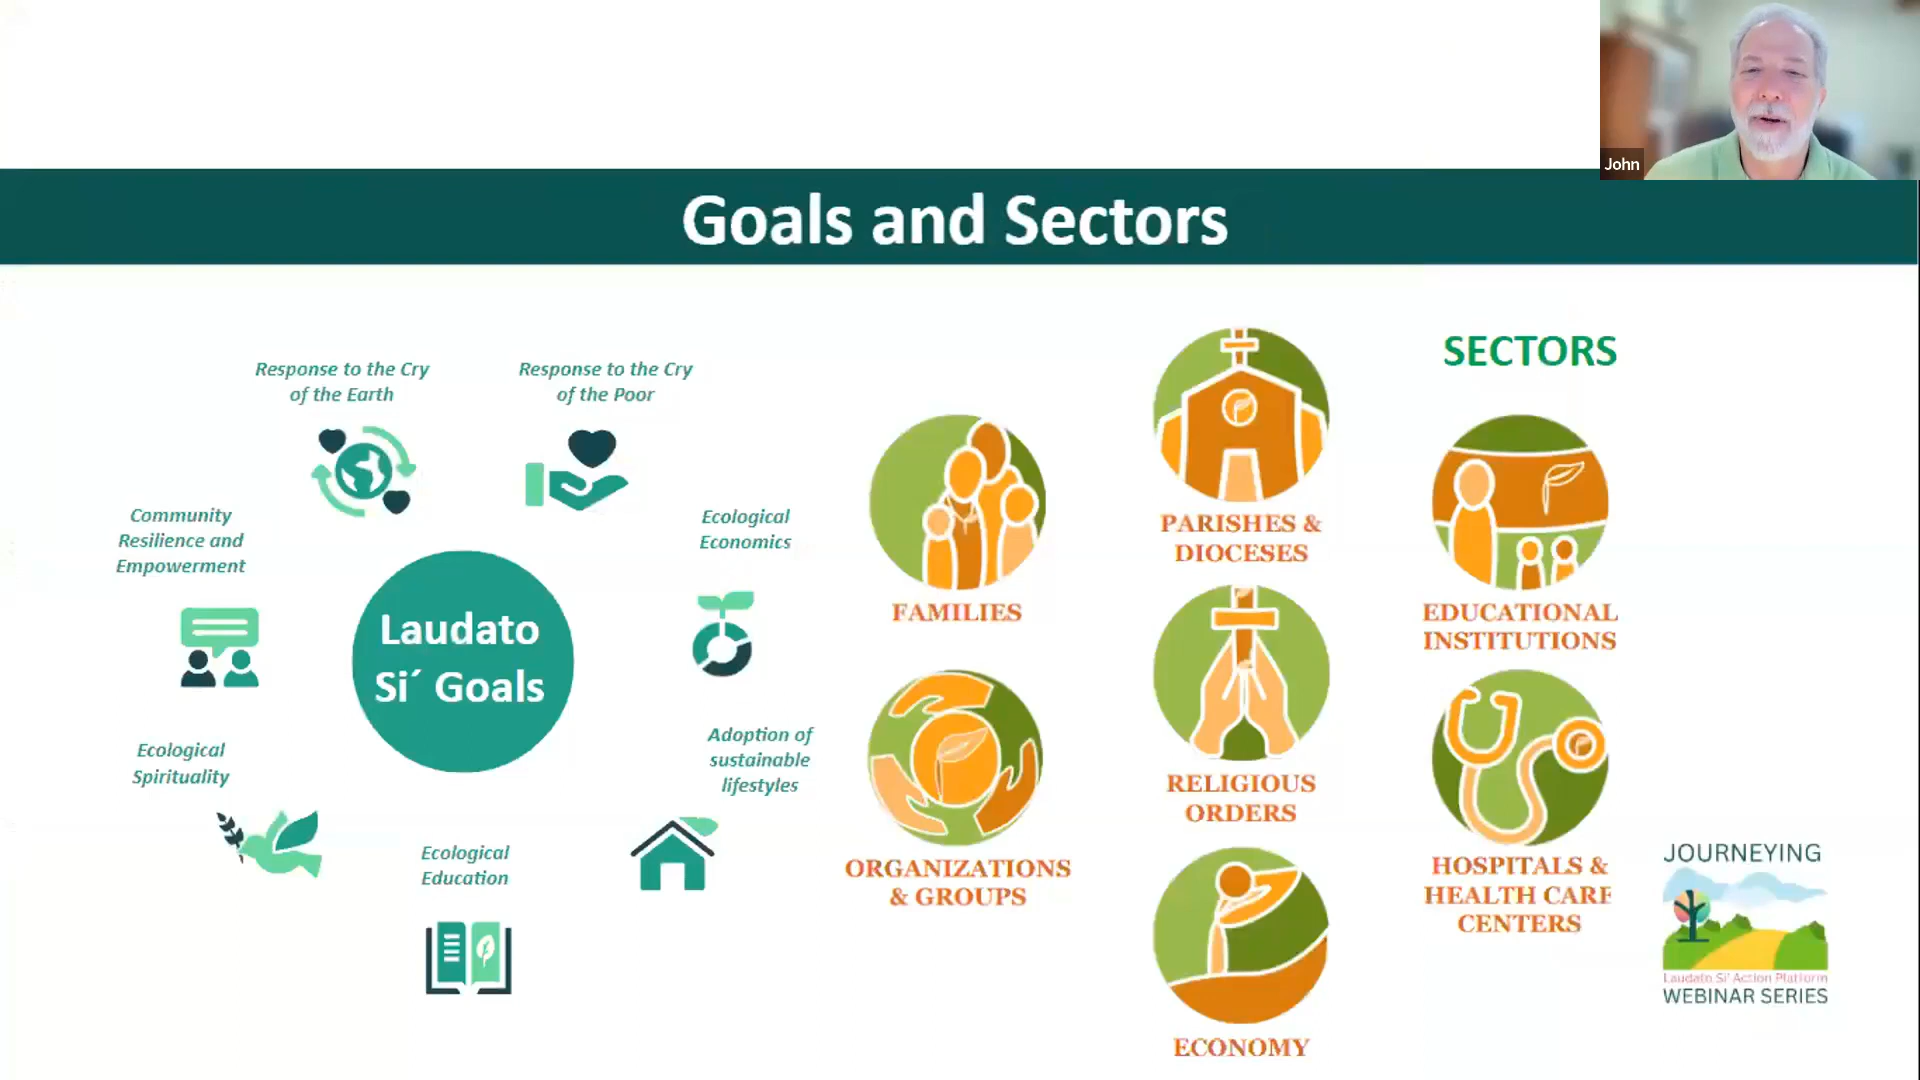 John
Goals and Sectors
Response to the Cry
of the Earth
Response to the Cry
of the Poor
Community
Resilience and
Empowerment
Ecological
Economics
Laudato
Si´ Goals
Ecological
Spirituality
Adoption of
sustainable
lifestyles
Ecological
Education
SECTORS
FAMILIES
PARISHES &
DIOCESES
EDUCATIONAL
INSTITUTIONS
ORGANIZATIONS
& GROUPS
RELIGIOUS
ORDERS
HOSPITALS &
HEALTH CARE
CENTERS
ECONOMY
JOURNEYING
Laudato Si' Action Platform
WEBINAR SERIES